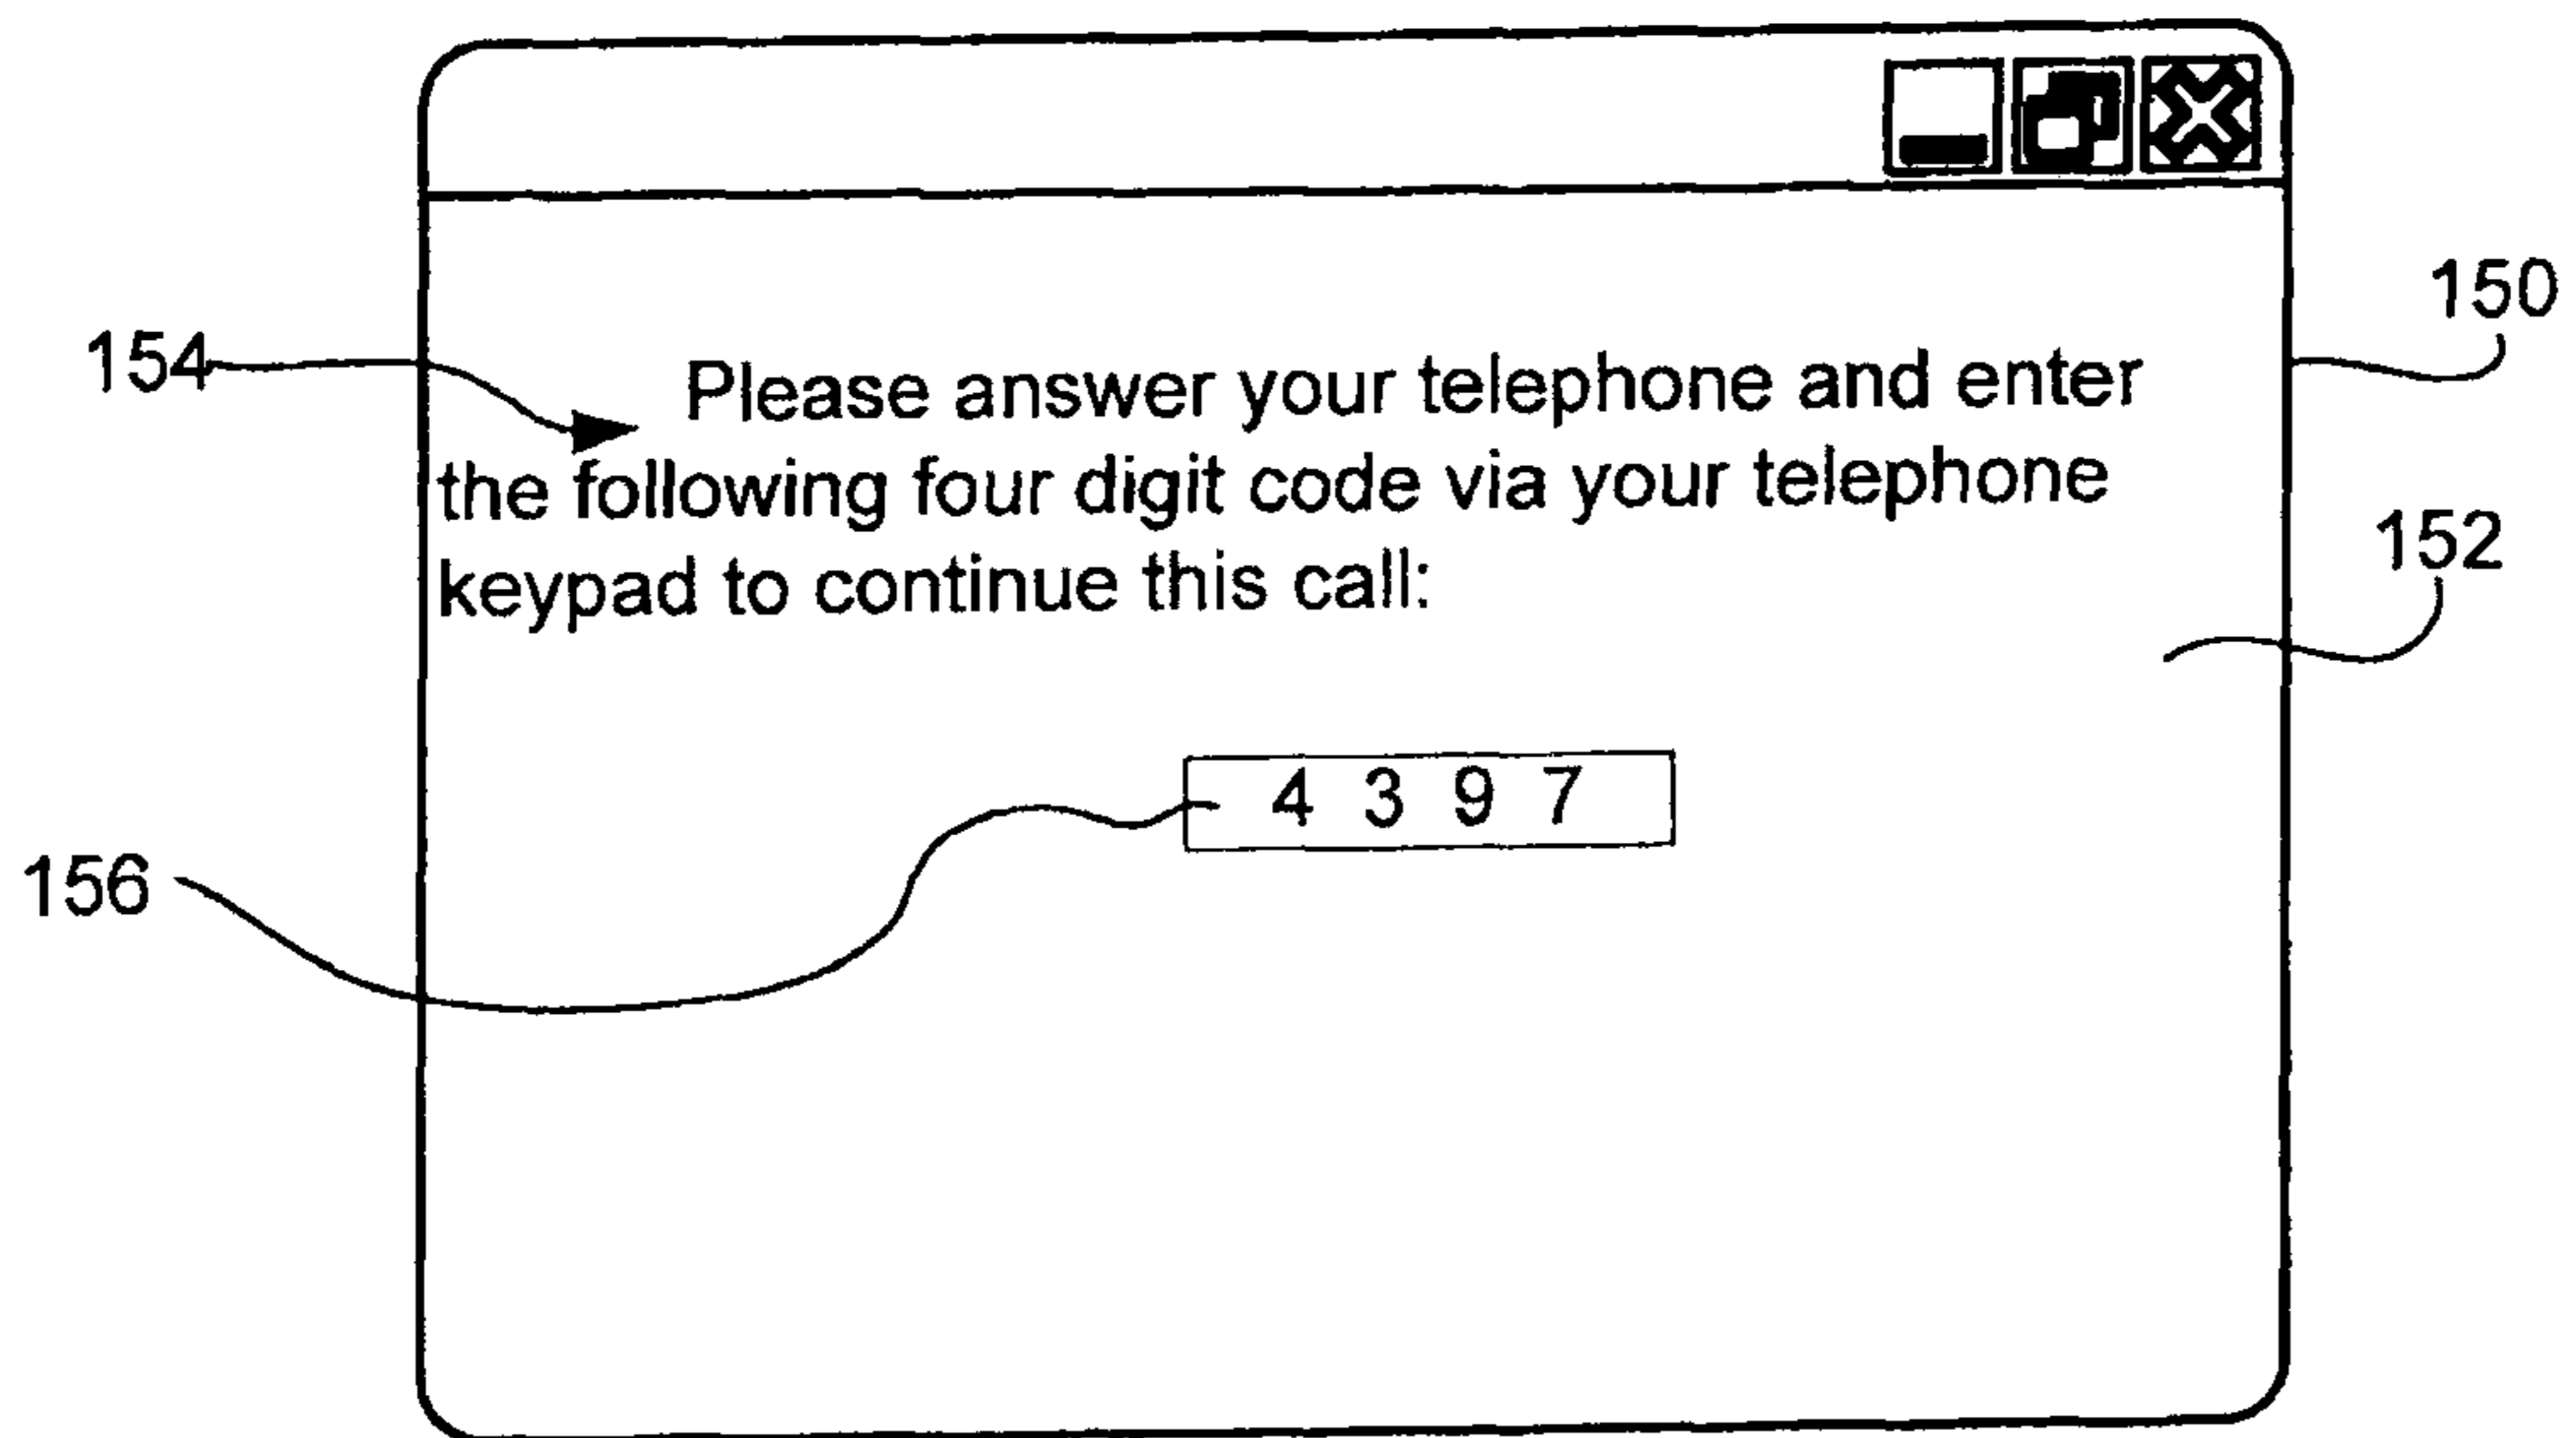 150
154
Please answer your telephone and enter
the following four digit code via your telephone
keypad to continue this call:
152
4 3 9 7
156